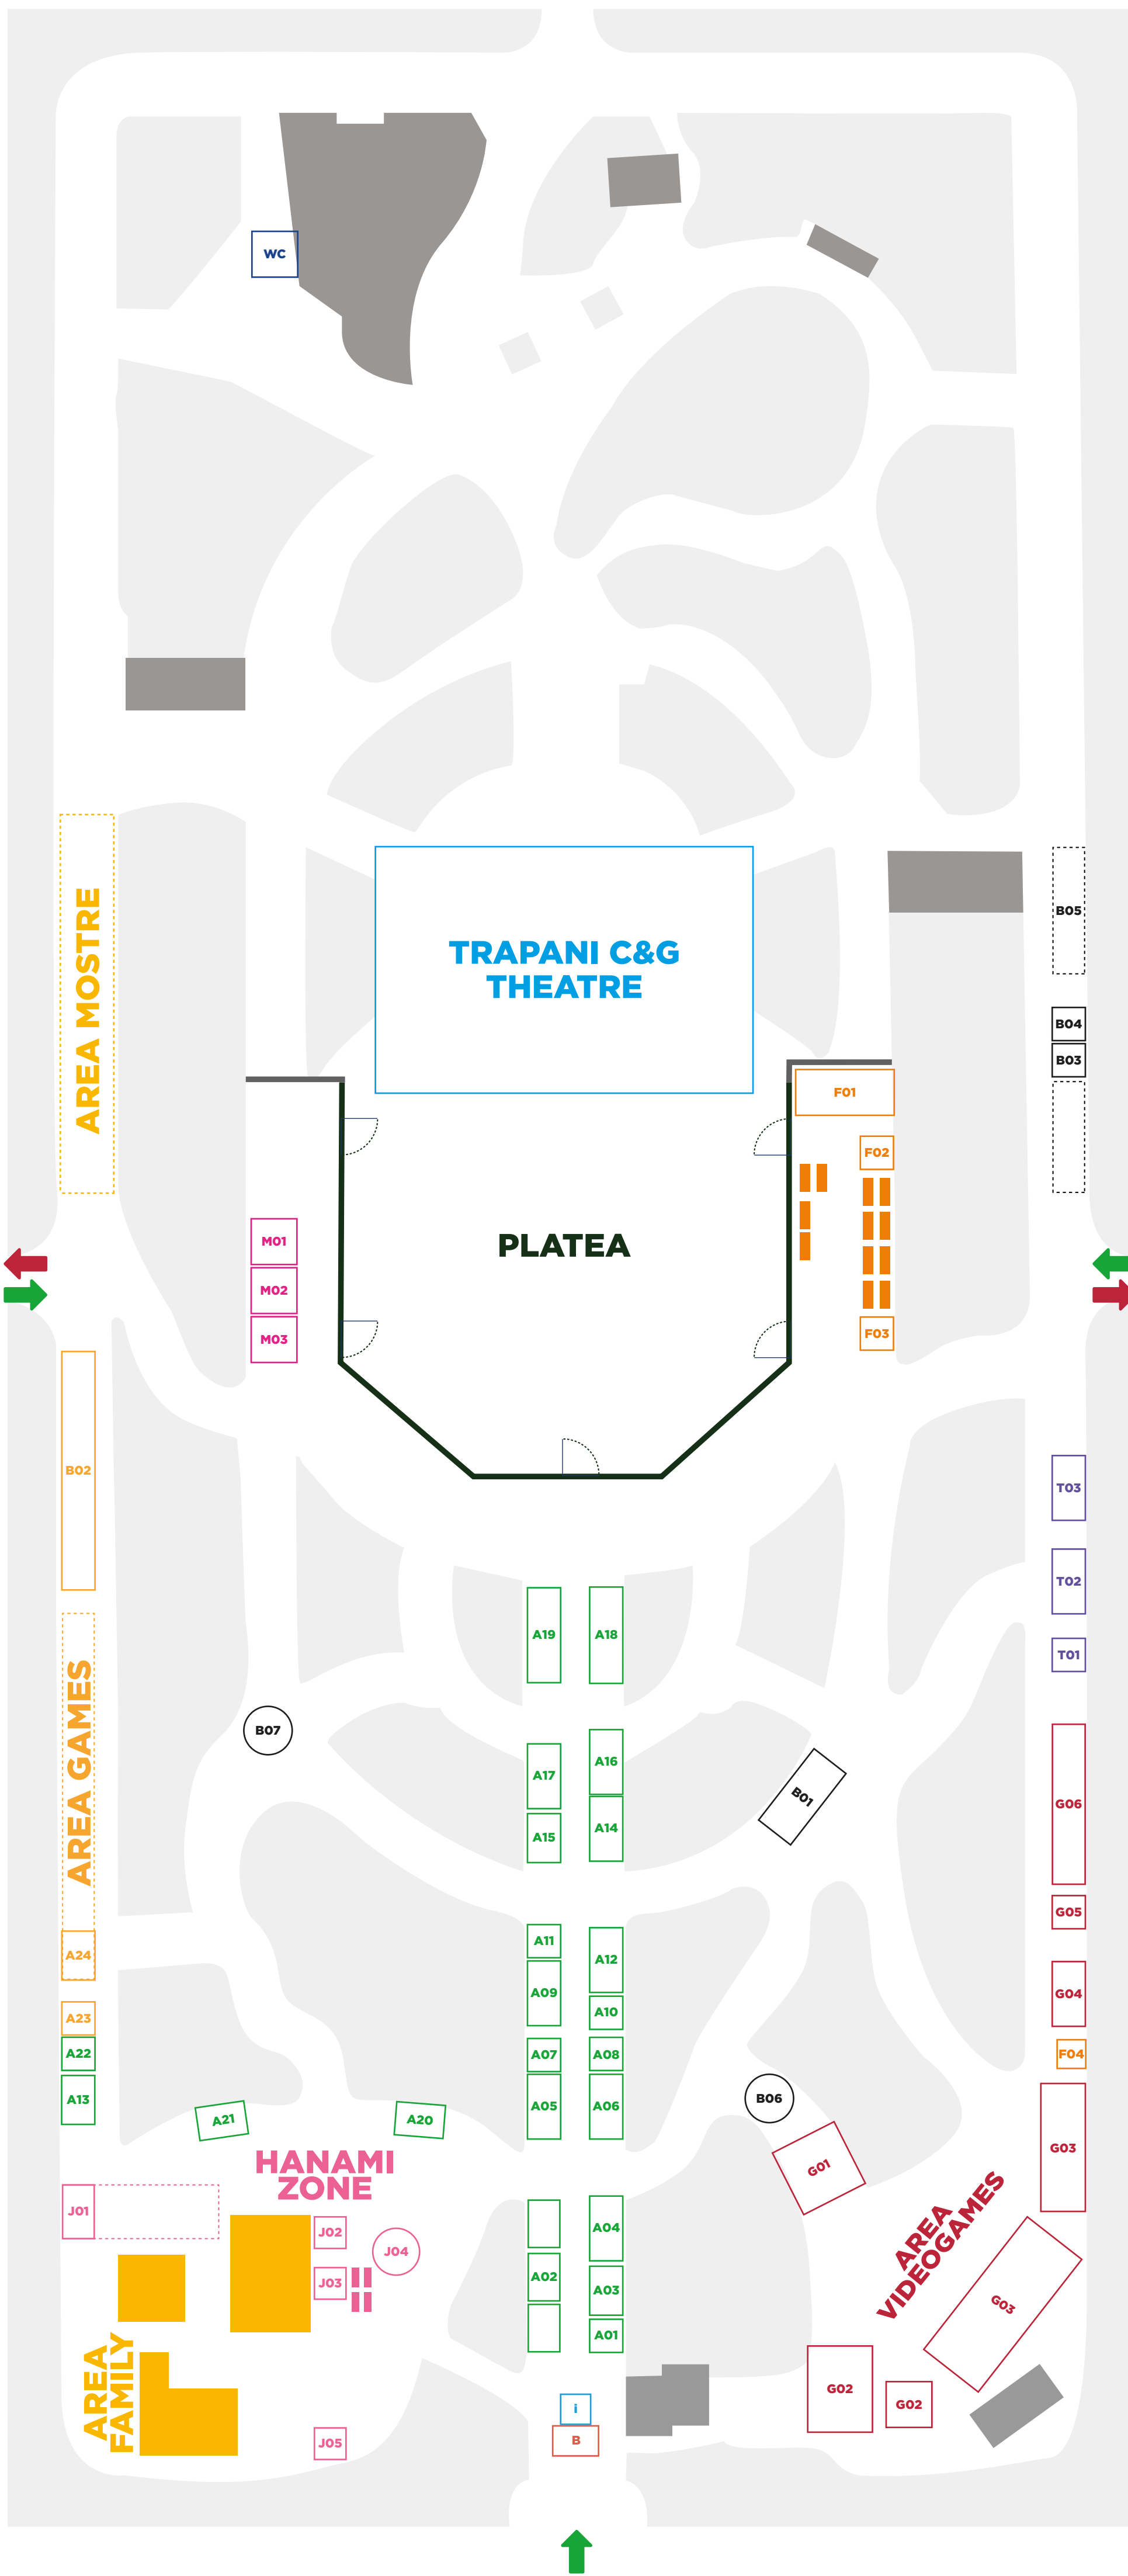 WC
AREA MOSTRE
TRAPANI C&G
THEATRE
B05
B04
B03
F01
F02
PLATEA
M01
M02
M03
F03
B02
T03
T02
T01
A19
A18
AREA GAMES
B07
A17
A16
A15
A14
B01
G06
G05
A11
A12
A24
A09
A10
G04
A23
A22
A07
A08
F04
A13
A05
A06
B06
A21
A20
G03
G01
HANAMI
ZONE
J01
J02
J03
J04
A04
A02
A03
A01
AREA
VIDEOGAMES
G03
G02
G02
AREA
FAMILY
J05
i
B